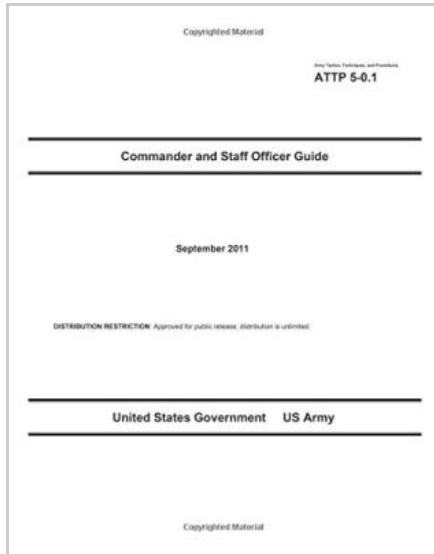 Copyrighted Material
Army Tactics, Techniques, and Procedures
ATTP 5-0.1
Commander and Staff Officer Guide
September 2011
DISTRIBUTION RESTRICTION: Approved for public release; distribution is unlimited.
United States Government US Army
Copyrighted Material